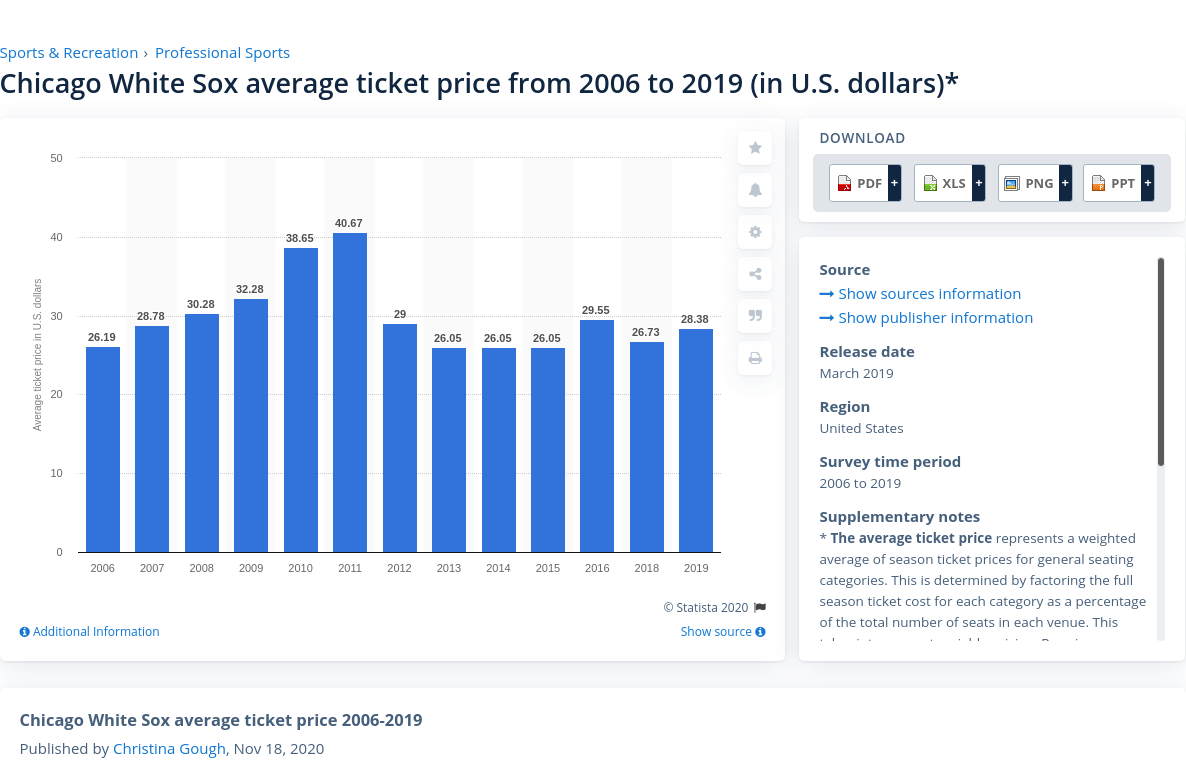 Sports & Recreation › Professional Sports
Chicago White Sox average ticket price from 2006 to 2019 (in U.S. dollars)*
Average ticket price in U.S. dollars
50
40
30
20
10
0
26.19
28.78
30.28
32.28
38.65
40.67
29
26.05
26.05
26.05
29.55
26.73
28.38
2006 2007 2008 2009 2010 2011 2012 2013 2014 2015 2016 2018 2019
© Statista 2020
Additional Information
Show source
DOWNLOAD
PDF + XLS + PNG + PPT +
Source
Show sources information
Show publisher information
Release date
March 2019
Region
United States
Survey time period
2006 to 2019
Supplementary notes
* The average ticket price represents a weighted
average of season ticket prices for general seating
categories. This is determined by factoring the full
season ticket cost for each category as a percentage
of the total number of seats in each venue. This
Chicago White Sox average ticket price 2006-2019
Published by Christina Gough, Nov 18, 2020